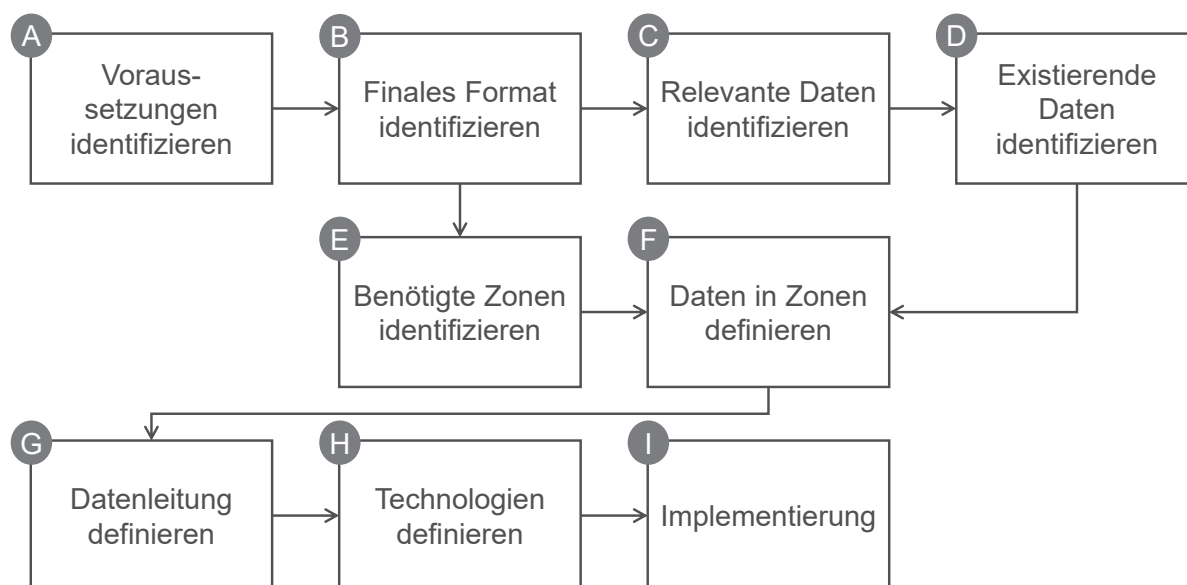 A
Voraus-
setzungen
identifizieren
B
Finales Format
identifizieren
C
Relevante Daten
identifizieren
D
Existierende
Daten
identifizieren
E
Benötigte Zonen
identifizieren
F
Daten in Zonen
definieren
G
Datenleitung
definieren
H
Technologien
definieren
I
Implementierung